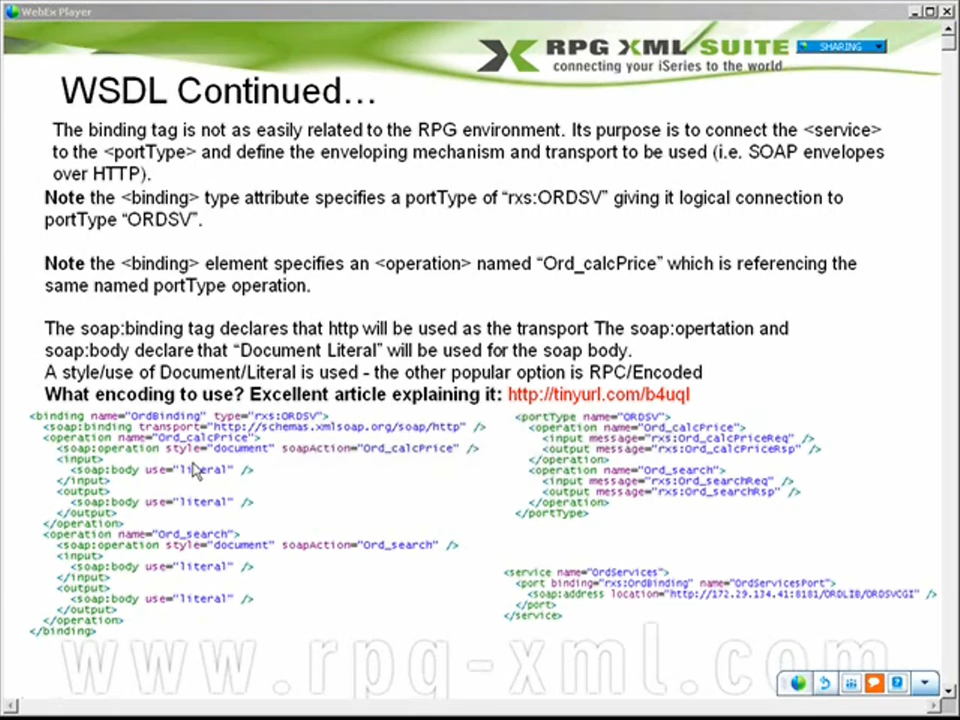 WebEx Player
RPG XML SUITE
SHARING
connecting your iSeries to the world
WSDL Continued…
The binding tag is not as easily related to the RPG environment. Its purpose is to connect the <service>
to the <portType> and define the enveloping mechanism and transport to be used (i.e. SOAP envelopes
over HTTP).
Note the <binding> type attribute specifies a portType of “rxs:ORDSV” giving it logical connection to
portType “ORDSV”.
Note the <binding> element specifies an <operation> named “Ord_calcPrice” which is referencing the
same named portType operation.
The soap:binding tag declares that http will be used as the transport The soap:opertation and
soap:body declare that “Document Literal” will be used for the soap body.
A style/use of Document/Literal is used - the other popular option is RPC/Encoded
What encoding to use? Excellent article explaining it: http://tinyurl.com/b4uql
<binding name="OrdBinding" type="rxs:ORDSV">
<soap:binding transport="http://schemas.xmlsoap.org/soap/http" />
<operation name="Ord_calcPrice">
<soap:operation style="document" soapAction="Ord_calcPrice" />
<input>
<soap:body use="literal" />
</input>
<output>
<soap:body use="literal" />
</output>
</operation>
<operation name="Ord_search">
<soap:operation style="document" soapAction="Ord_search" />
<input>
<soap:body use="literal" />
</input>
<output>
<soap:body use="literal" />
</output>
</operation>
</binding>
<portType name="ORDSV">
<operation name="Ord_calcPrice">
<input message="rxs:Ord_calcPriceReq" />
<output message="rxs:Ord_calcPriceRsp" />
</operation>
<operation name="Ord_search">
<input message="rxs:Ord_searchReq" />
<output message="rxs:Ord_searchRsp" />
</operation>
</portType>
<service name="OrdServices">
<port binding="rxs:OrdBinding" name="OrdServicesPort">
<soap:address location="http://172.29.134.41:8181/ORDLIB/ORDSVCGI" />
</port>
</service>
www.rpg-xml.com